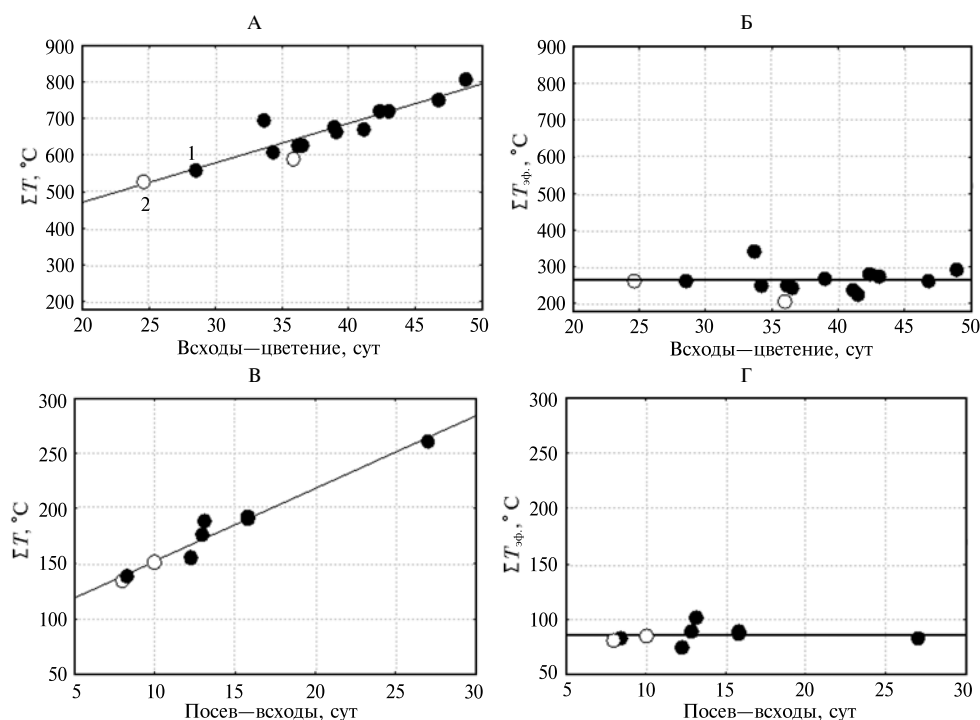 А
Б
900
800
700
600
500
400
300
200
ΣT, °C
1
2
20 25 30 35 40 45 50
Всходы—цветение, сут
900
800
700
600
500
400
300
200
ΣTэф., °C
20 25 30 35 40 45 50
Всходы—цветение, сут
В
Г
300
250
200
150
100
50
ΣT, °C
5 10 15 20 25 30
Посев—всходы, сут
300
250
200
150
100
50
ΣTэф., °C
5 10 15 20 25 30
Посев—всходы, сут